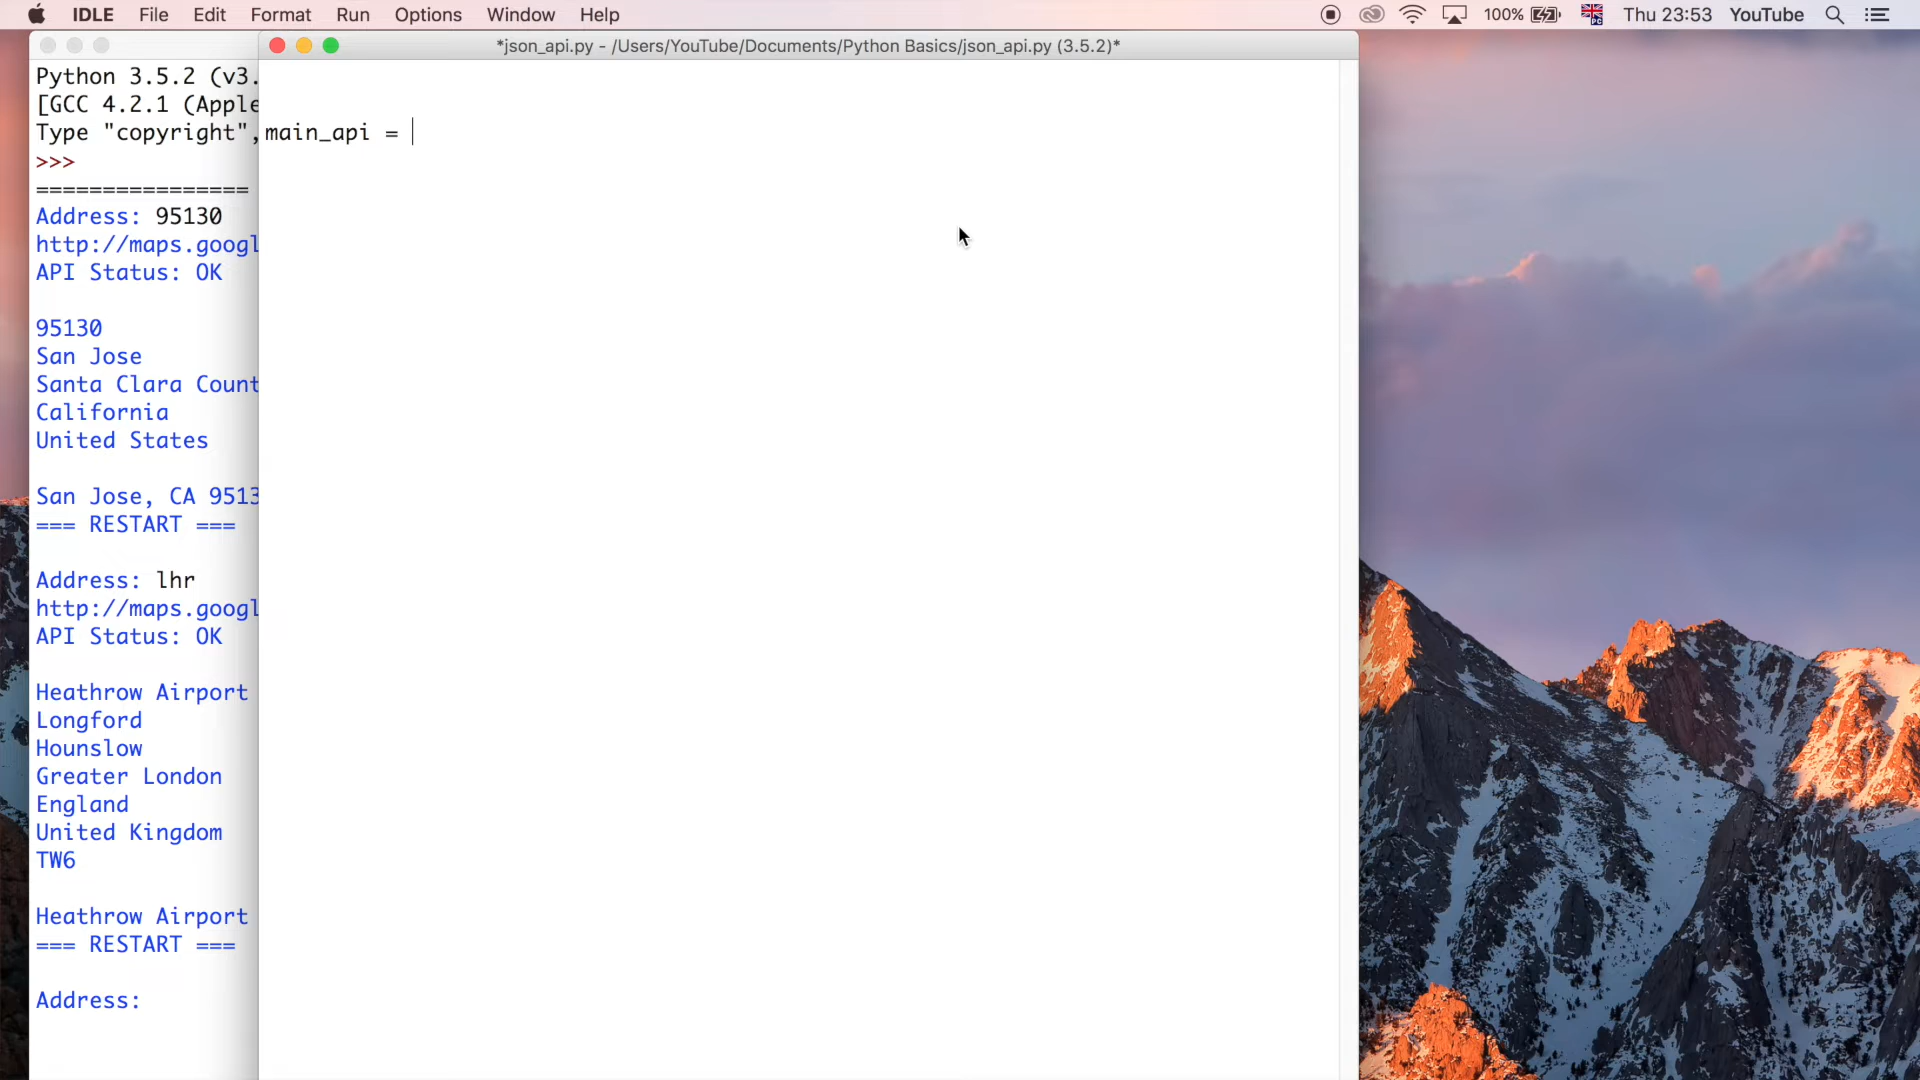 IDLE File Edit Format Run Options Window Help 100% Thu 23:53 YouTube
*json_api.py - /Users/YouTube/Documents/Python Basics/json_api.py (3.5.2)*
Python 3.5.2 (v3.
[GCC 4.2.1 (Apple
Type "copyright",
>>>
================
Address: 95130
http://maps.googl
API Status: OK
95130
San Jose
Santa Clara Count
California
United States
San Jose, CA 9513
=== RESTART ===
Address: lhr
http://maps.googl
API Status: OK
Heathrow Airport
Longford
Hounslow
Greater London
England
United Kingdom
TW6
Heathrow Airport
=== RESTART ===
Address:
main_api =